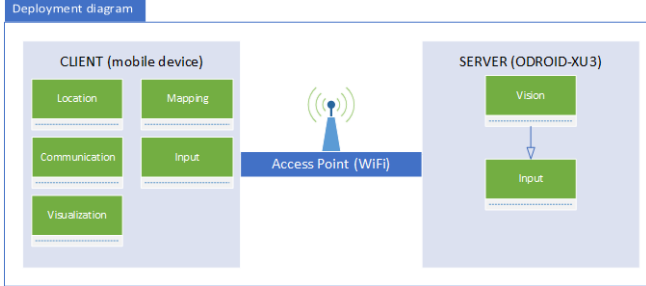 Deployment diagram
CLIENT (mobile device)
Location
Mapping
Communication
Input
Visualization
Access Point (WiFi)
SERVER (ODROID-XU3)
Vision
Input